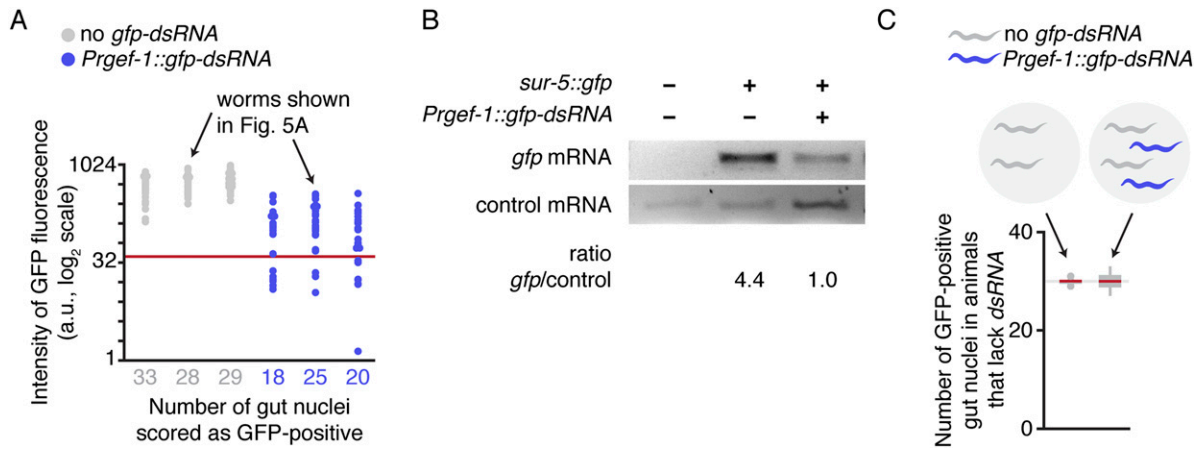 A
no gfp-dsRNA
Prgef-1::gfp-dsRNA
worms shown
in Fig. 5A
Intensity of GFP fluorescence
(a.u., log2 scale)
1024
32
1
33 28 29 18 25 20
Number of gut nuclei
scored as GFP-positive
B
sur-5::gfp − + +
Prgef-1::gfp-dsRNA − − +
gfp mRNA
control mRNA
ratio
gfp/control 4.4 1.0
C
no gfp-dsRNA
Prgef-1::gfp-dsRNA
Number of GFP-positive
gut nuclei in animals
that lack dsRNA
40
20
0